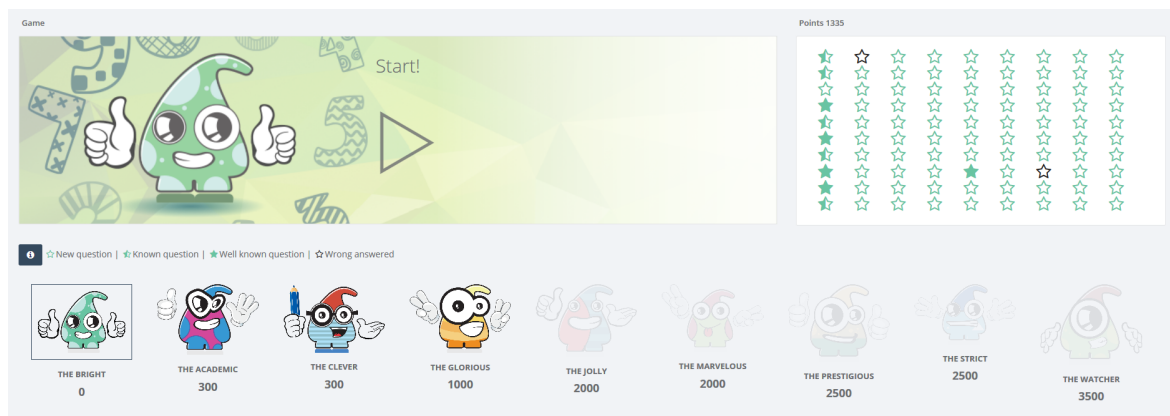 Game
Points 1335
Start!
New question | Known question | Well known question | Wrong answered
THE BRIGHT
0
THE ACADEMIC
300
THE CLEVER
300
THE GLORIOUS
1000
THE JOLLY
2000
THE MARVELOUS
2000
THE PRESTIGIOUS
2500
THE STRICT
2500
THE WATCHER
3500